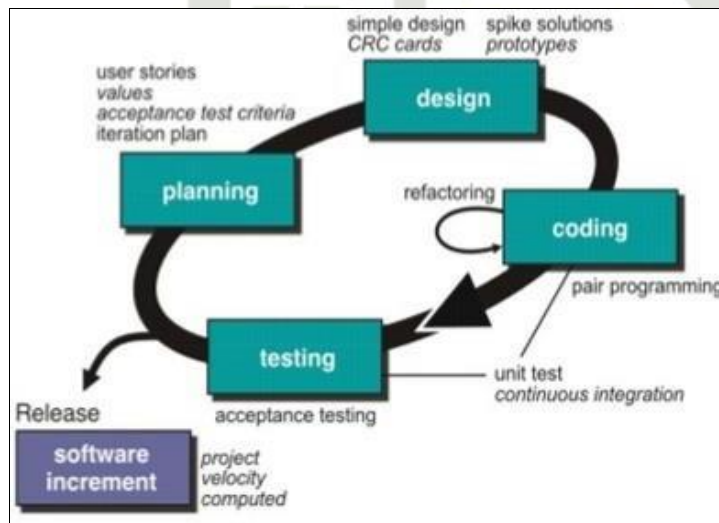 simple design
CRC cards
spike solutions
prototypes
user stories
values
acceptance test criteria
iteration plan
design
planning
refactoring
coding
pair programming
testing
unit test
continuous integration
acceptance testing
Release
software
increment
project
velocity
computed